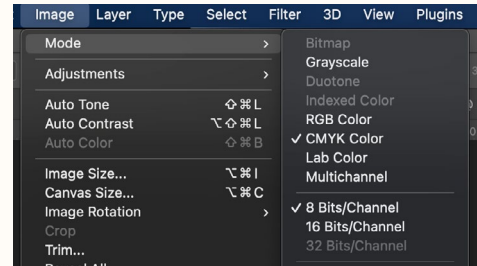 Image Layer Type Select Filter 3D View Plugins
Mode >
Adjustments >
Auto Tone ⇧⌘L
Auto Contrast ⌥⇧⌘L
Auto Color ⇧⌘B
Image Size... ⌥⌘I
Canvas Size... ⌥⌘C
Image Rotation >
Crop
Trim...
Bitmap
Grayscale
Duotone
Indexed Color
RGB Color
✓ CMYK Color
Lab Color
Multichannel
✓ 8 Bits/Channel
16 Bits/Channel
32 Bits/Channel